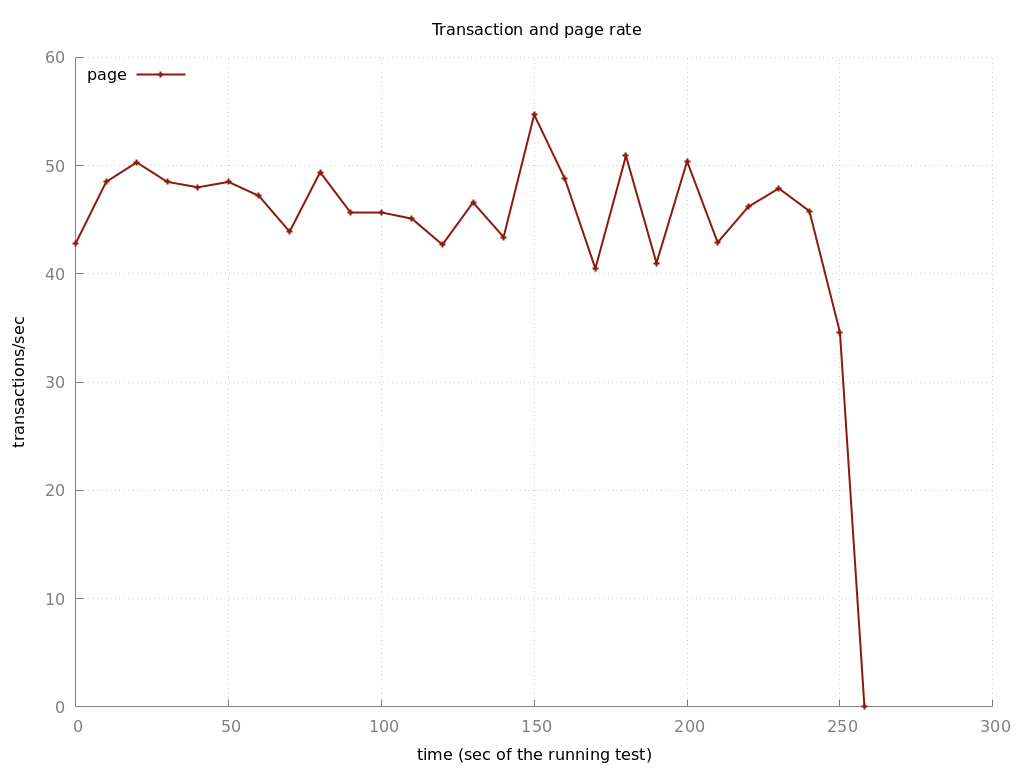 Transaction and page rate
60
page
50
40
30
20
10
0
transactions/sec
0 50 100 150 200 250 300
time (sec of the running test)